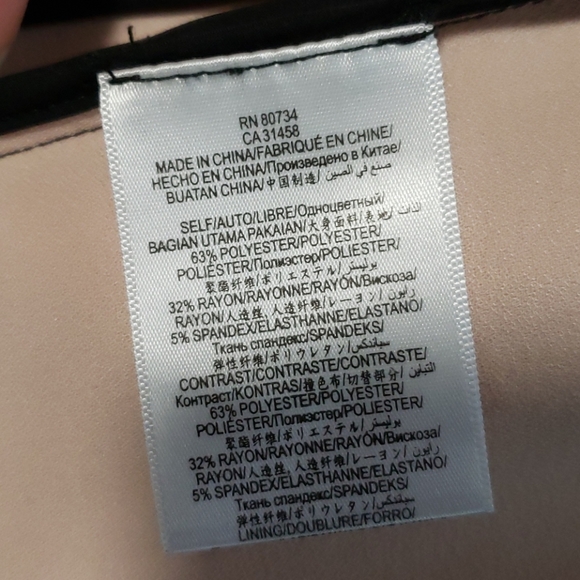 RN 80734
CA 31458
MADE IN CHINA/FABRIQUÉ EN CHINE/
HECHO EN CHINA/Произведено в Китае/
BUATAN CHINA/中国制造/ صنع في الصين/
SELF/AUTO/LIBRE/Одноцветный/
BAGIAN UTAMA PAKAIAN/大身面料/表地/ الذات/
63% POLYESTER/POLYESTER/
POLIÉSTER/Полиэстер/POLIESTER/
聚酯纤维/ポリエステル/ بوليستر/
32% RAYON/RAYONNE/RAYÓN/Вискоза/
RAYON/人造丝, 人造纤维/レーヨン/ رايون/
5% SPANDEX/ELASTHANNE/ELASTANO/
Ткань спандекс/SPANDEKS/
弹性纤维/ポリウレタン/ سباندكس/
CONTRAST/CONTRASTE/CONTRASTE/
Контраст/KONTRAS/撞色布/切替部分/ التباين/
63% POLYESTER/POLYESTER/
POLIÉSTER/Полиэстер/POLIESTER/
聚酯纤维/ポリエステル/ بوليستر/
32% RAYON/RAYONNE/RAYÓN/Вискоза/
RAYON/人造丝, 人造纤维/レーヨン/ رايون/
5% SPANDEX/ELASTHANNE/ELASTANO/
Ткань спандекс/SPANDEKS/
弹性纤维/ポリウレタン/ سباندكس/
LINING/DOUBLURE/FORRO/